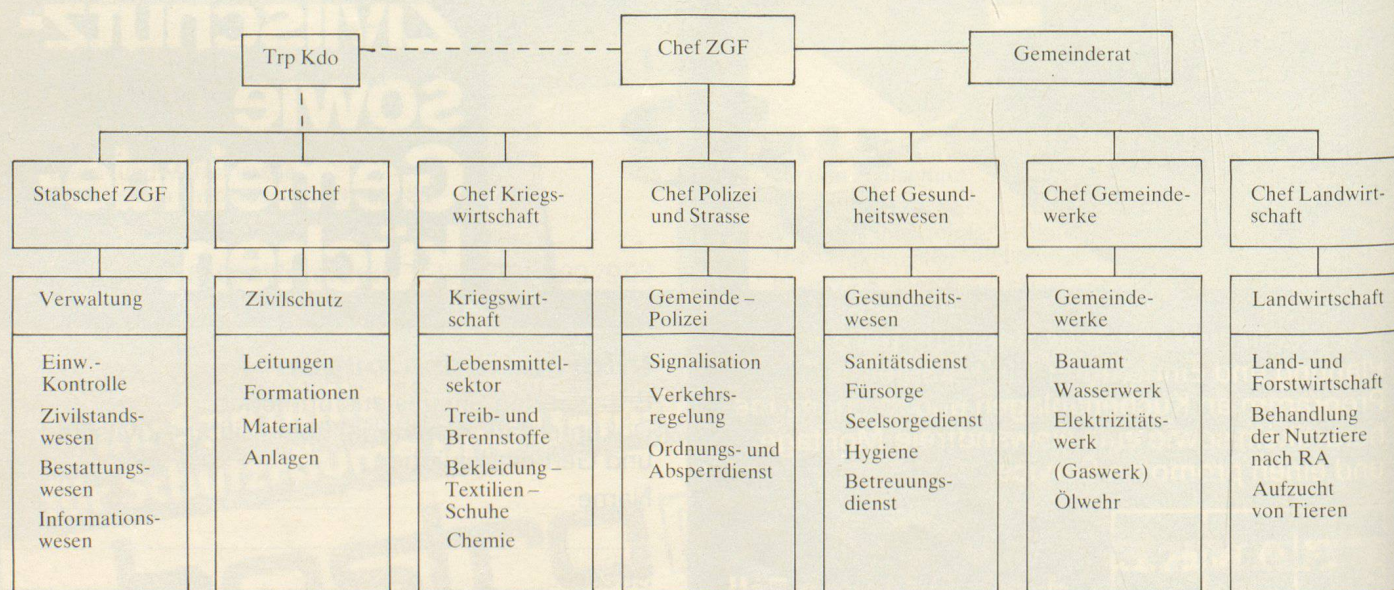 Trp Kdo
Chef ZGF
Gemeinderat
Stabschef ZGF
Ortschef
Chef Kriegs-
wirtschaft
Chef Polizei
und Strasse
Chef Gesund-
heitswesen
Chef Gemeinde-
werke
Chef Landwirt-
schaft
Verwaltung
Einw.-
Kontrolle
Zivilstands-
wesen
Bestattungs-
wesen
Informations-
wesen
Zivilschutz
Leitungen
Formationen
Material
Anlagen
Kriegswirt-
schaft
Lebensmittel-
sektor
Treib- und
Brennstoffe
Bekleidung –
Textilien –
Schuhe
Chemie
Gemeinde –
Polizei
Signalisation
Verkehrs-
regelung
Ordnungs- und
Absperrdienst
Gesundheits-
wesen
Sanitätsdienst
Fürsorge
Seelsorgedienst
Hygiene
Betreuungs-
dienst
Gemeinde-
werke
Bauamt
Wasserwerk
Elektrizitäts-
werk
(Gaswerk)
Ölwehr
Landwirtschaft
Land- und
Forstwirtschaft
Behandlung
der Nutztiere
nach RA
Aufzucht
von Tieren